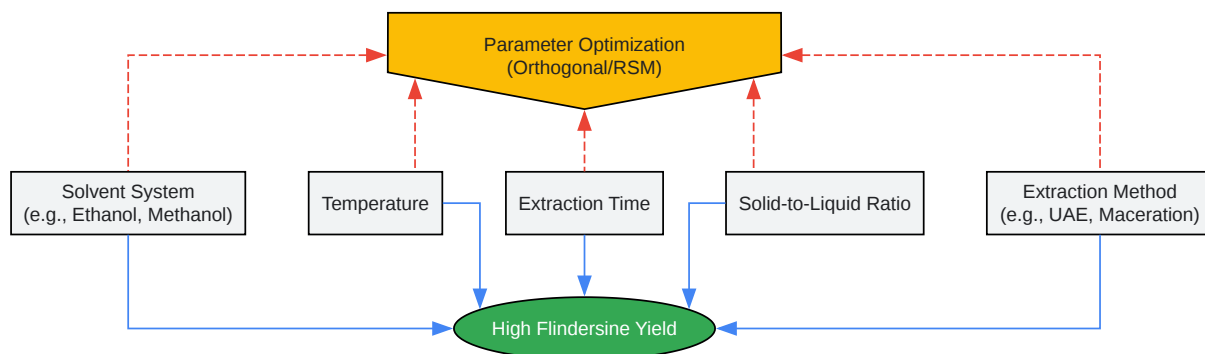 Parameter Optimization
(Orthogonal/RSM)
Solvent System
(e.g., Ethanol, Methanol)
Temperature
Extraction Time
Solid-to-Liquid Ratio
Extraction Method
(e.g., UAE, Maceration)
High Flindersine Yield